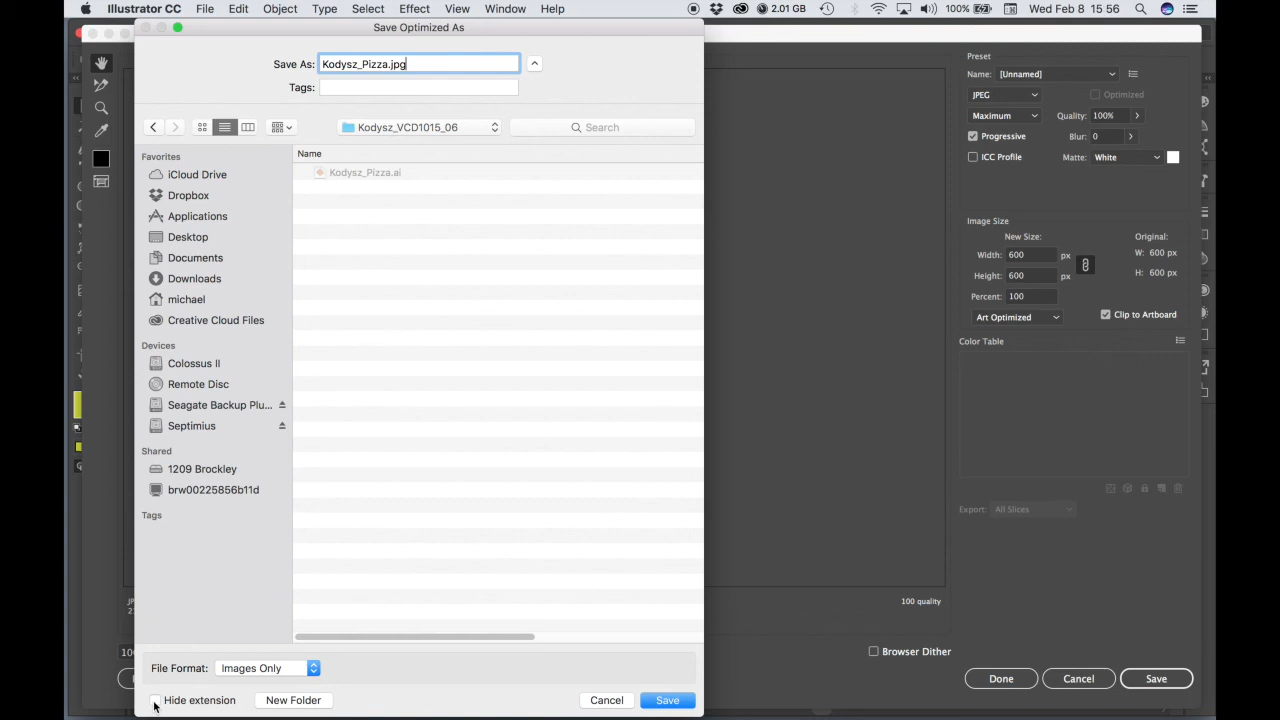 Illustrator CC File Edit Object Type Select Effect View Window Help 2.01 GB 100% Wed Feb 8 15:56
Save Optimized As
Save As: Kodysz_Pizza.jpg
Tags:
Kodysz_VCD1015_06
Search
Favorites
iCloud Drive
Dropbox
Applications
Desktop
Documents
Downloads
michael
Creative Cloud Files
Devices
Colossus II
Remote Disc
Seagate Backup Plu...
Septimius
Shared
1209 Brockley
brw00225856b11d
Tags
Name
Kodysz_Pizza.ai
File Format: Images Only
Hide extension
New Folder
Cancel
Save
Preset
Name: [Unnamed]
JPEG
Optimized
Maximum
Quality: 100%
Progressive
Blur: 0
ICC Profile
Matte: White
Image Size
New Size:
Original:
Width: 600 px
W: 600 px
Height: 600 px
H: 600 px
Percent: 100
Art Optimized
Clip to Artboard
Color Table
Export: All Slices
100 quality
Browser Dither
Done
Cancel
Save